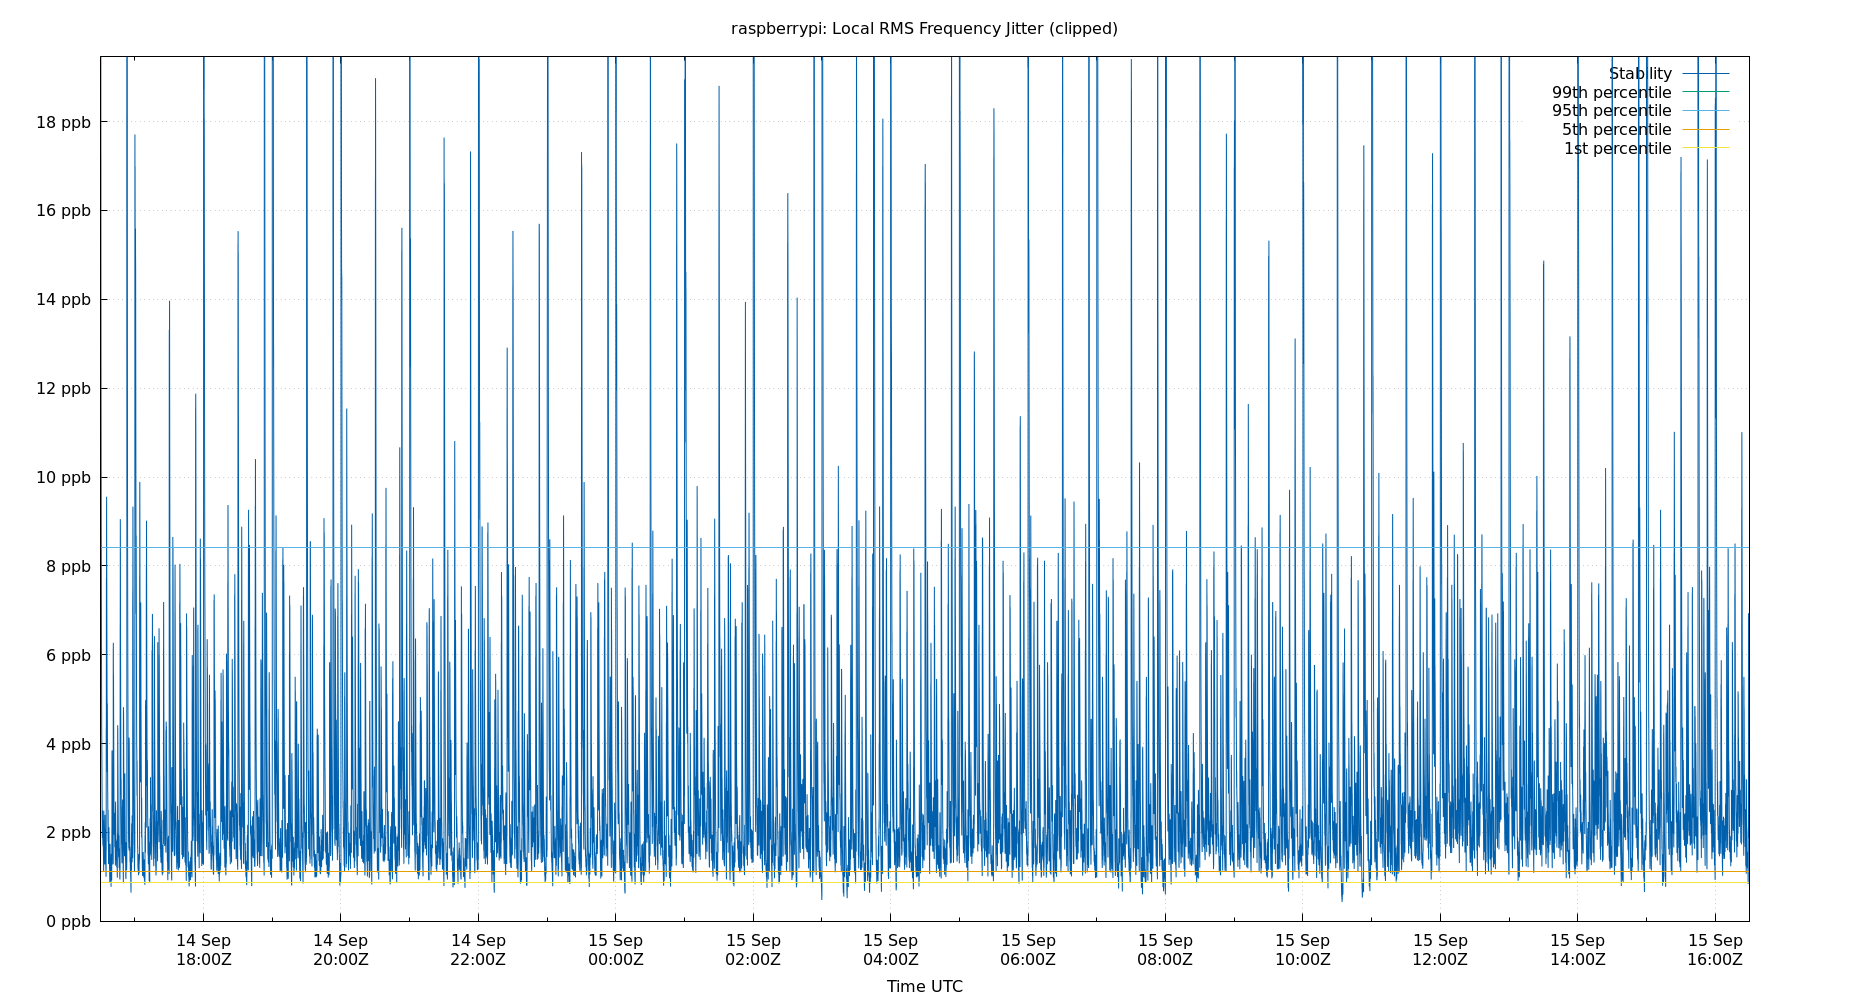 raspberrypi: Local RMS Frequency Jitter (clipped)
Stability
99th percentile
95th percentile
5th percentile
1st percentile
18 ppb
16 ppb
14 ppb
12 ppb
10 ppb
8 ppb
6 ppb
4 ppb
2 ppb
0 ppb
14 Sep
18:00Z
14 Sep
20:00Z
14 Sep
22:00Z
15 Sep
00:00Z
15 Sep
02:00Z
15 Sep
04:00Z
15 Sep
06:00Z
15 Sep
08:00Z
15 Sep
10:00Z
15 Sep
12:00Z
15 Sep
14:00Z
15 Sep
16:00Z
Time UTC